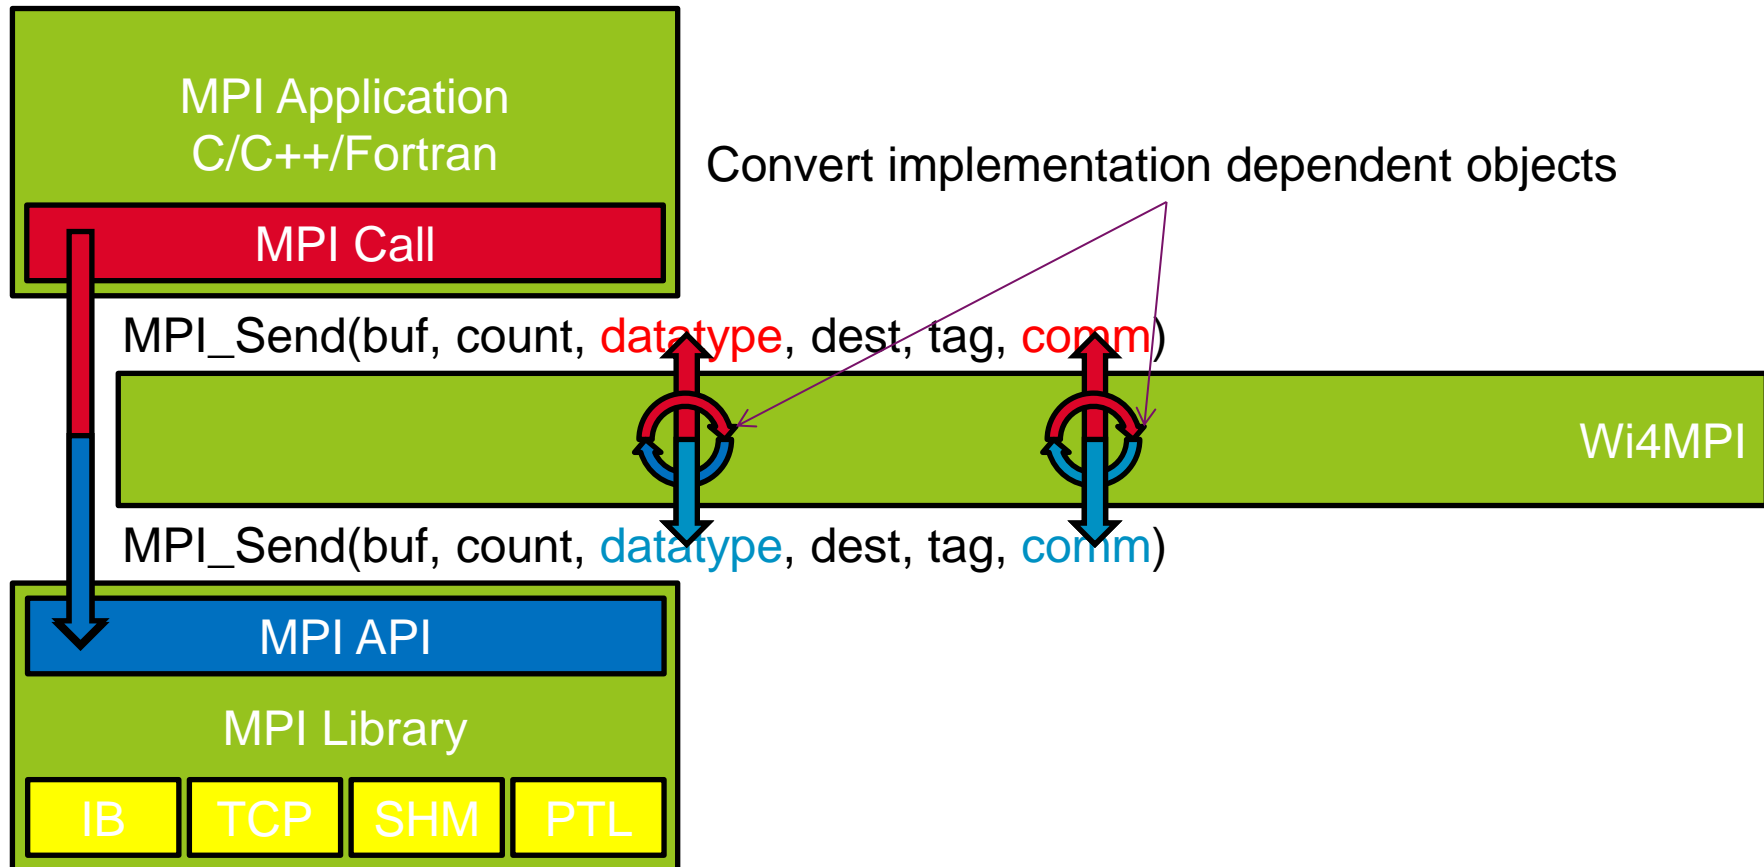 MPI Application
C/C++/Fortran
Convert implementation dependent objects
MPI Call
MPI_Send(buf, count, datatype, dest, tag, comm)
Wi4MPI
MPI_Send(buf, count, datatype, dest, tag, comm)
MPI API
MPI Library
IB TCP SHM PTL